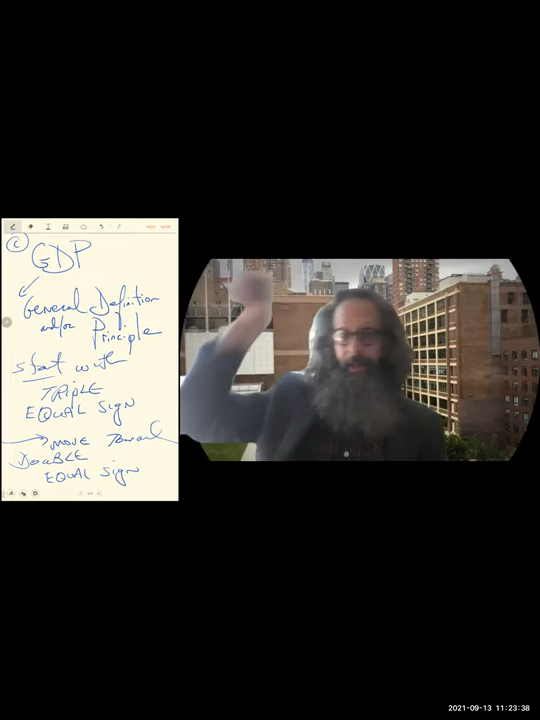 C
GDP
General Definition
and/or Principle
start with
TRIPLE
EQUAL SIGN
→ MOVE Toward
DOUBLE
EQUAL Sign
2021-09-13 11:23:38